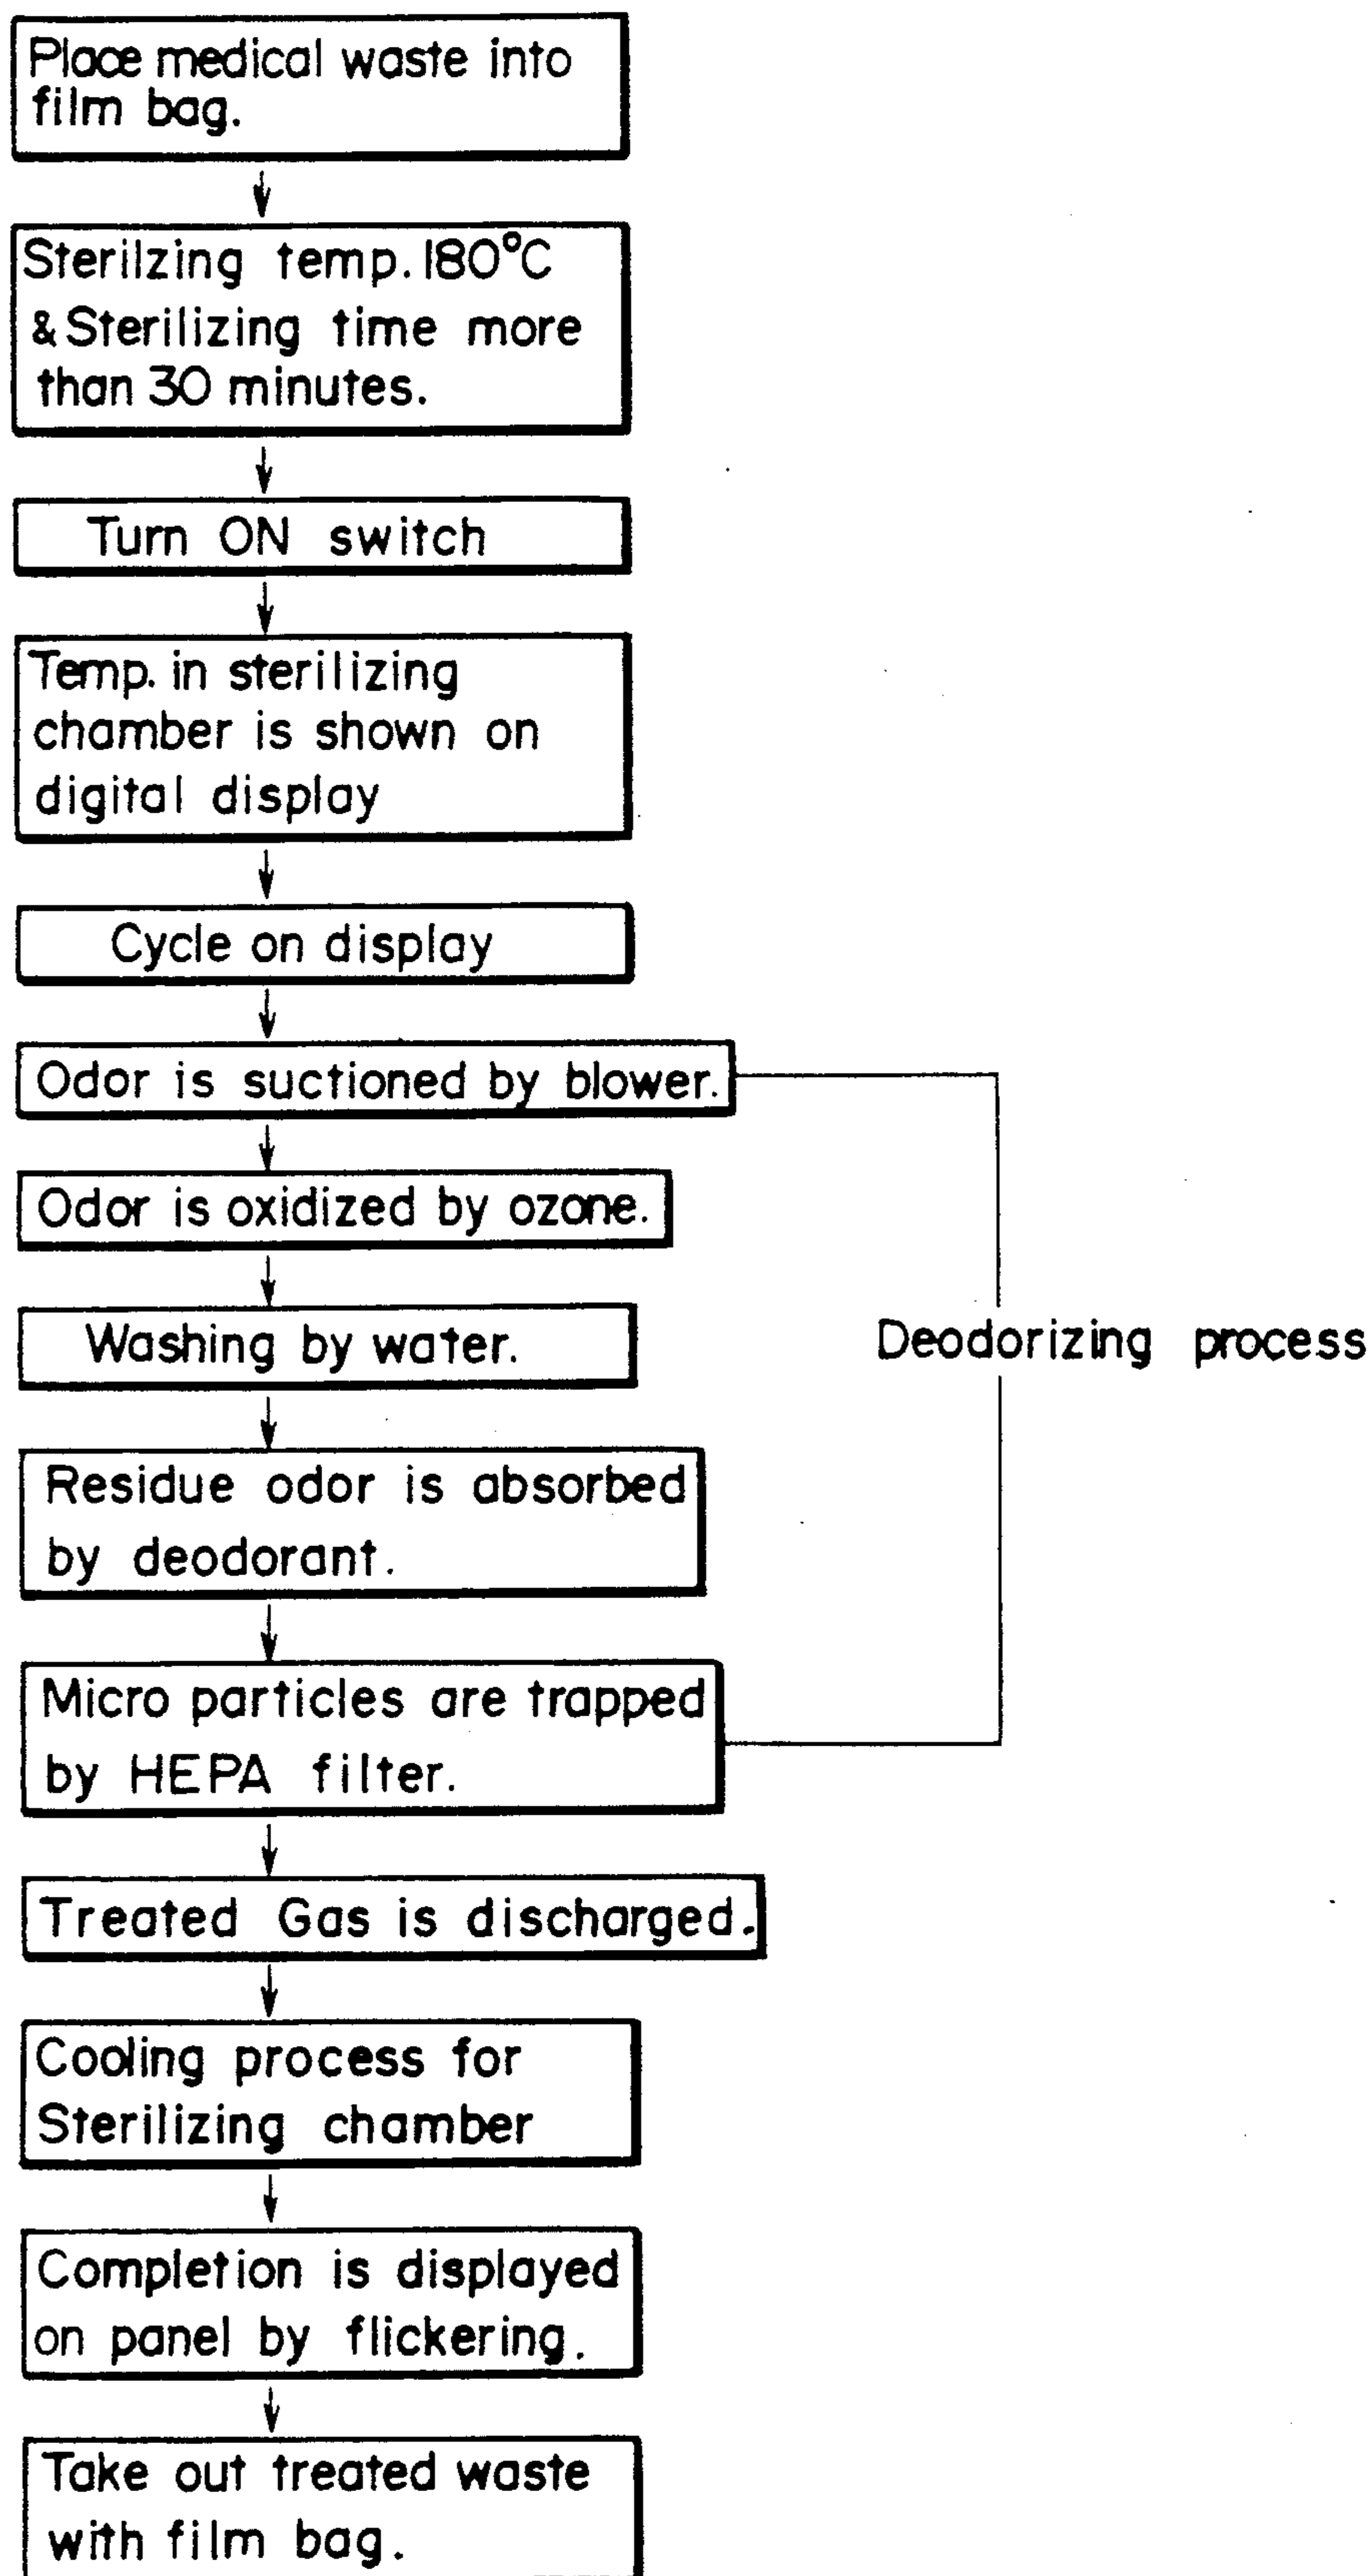 Place medical waste into
film bag.
Sterilzing temp. 180°C
& Sterilizing time more
than 30 minutes.
Turn ON switch
Temp. in sterilizing
chamber is shown on
digital display
Cycle on display
Odor is suctioned by blower.
Odor is oxidized by ozone.
Washing by water.
Deodorizing process
Residue odor is absorbed
by deodorant.
Micro particles are trapped
by HEPA filter.
Treated Gas is discharged.
Cooling process for
Sterilizing chamber
Completion is displayed
on panel by flickering.
Take out treated waste
with film bag.